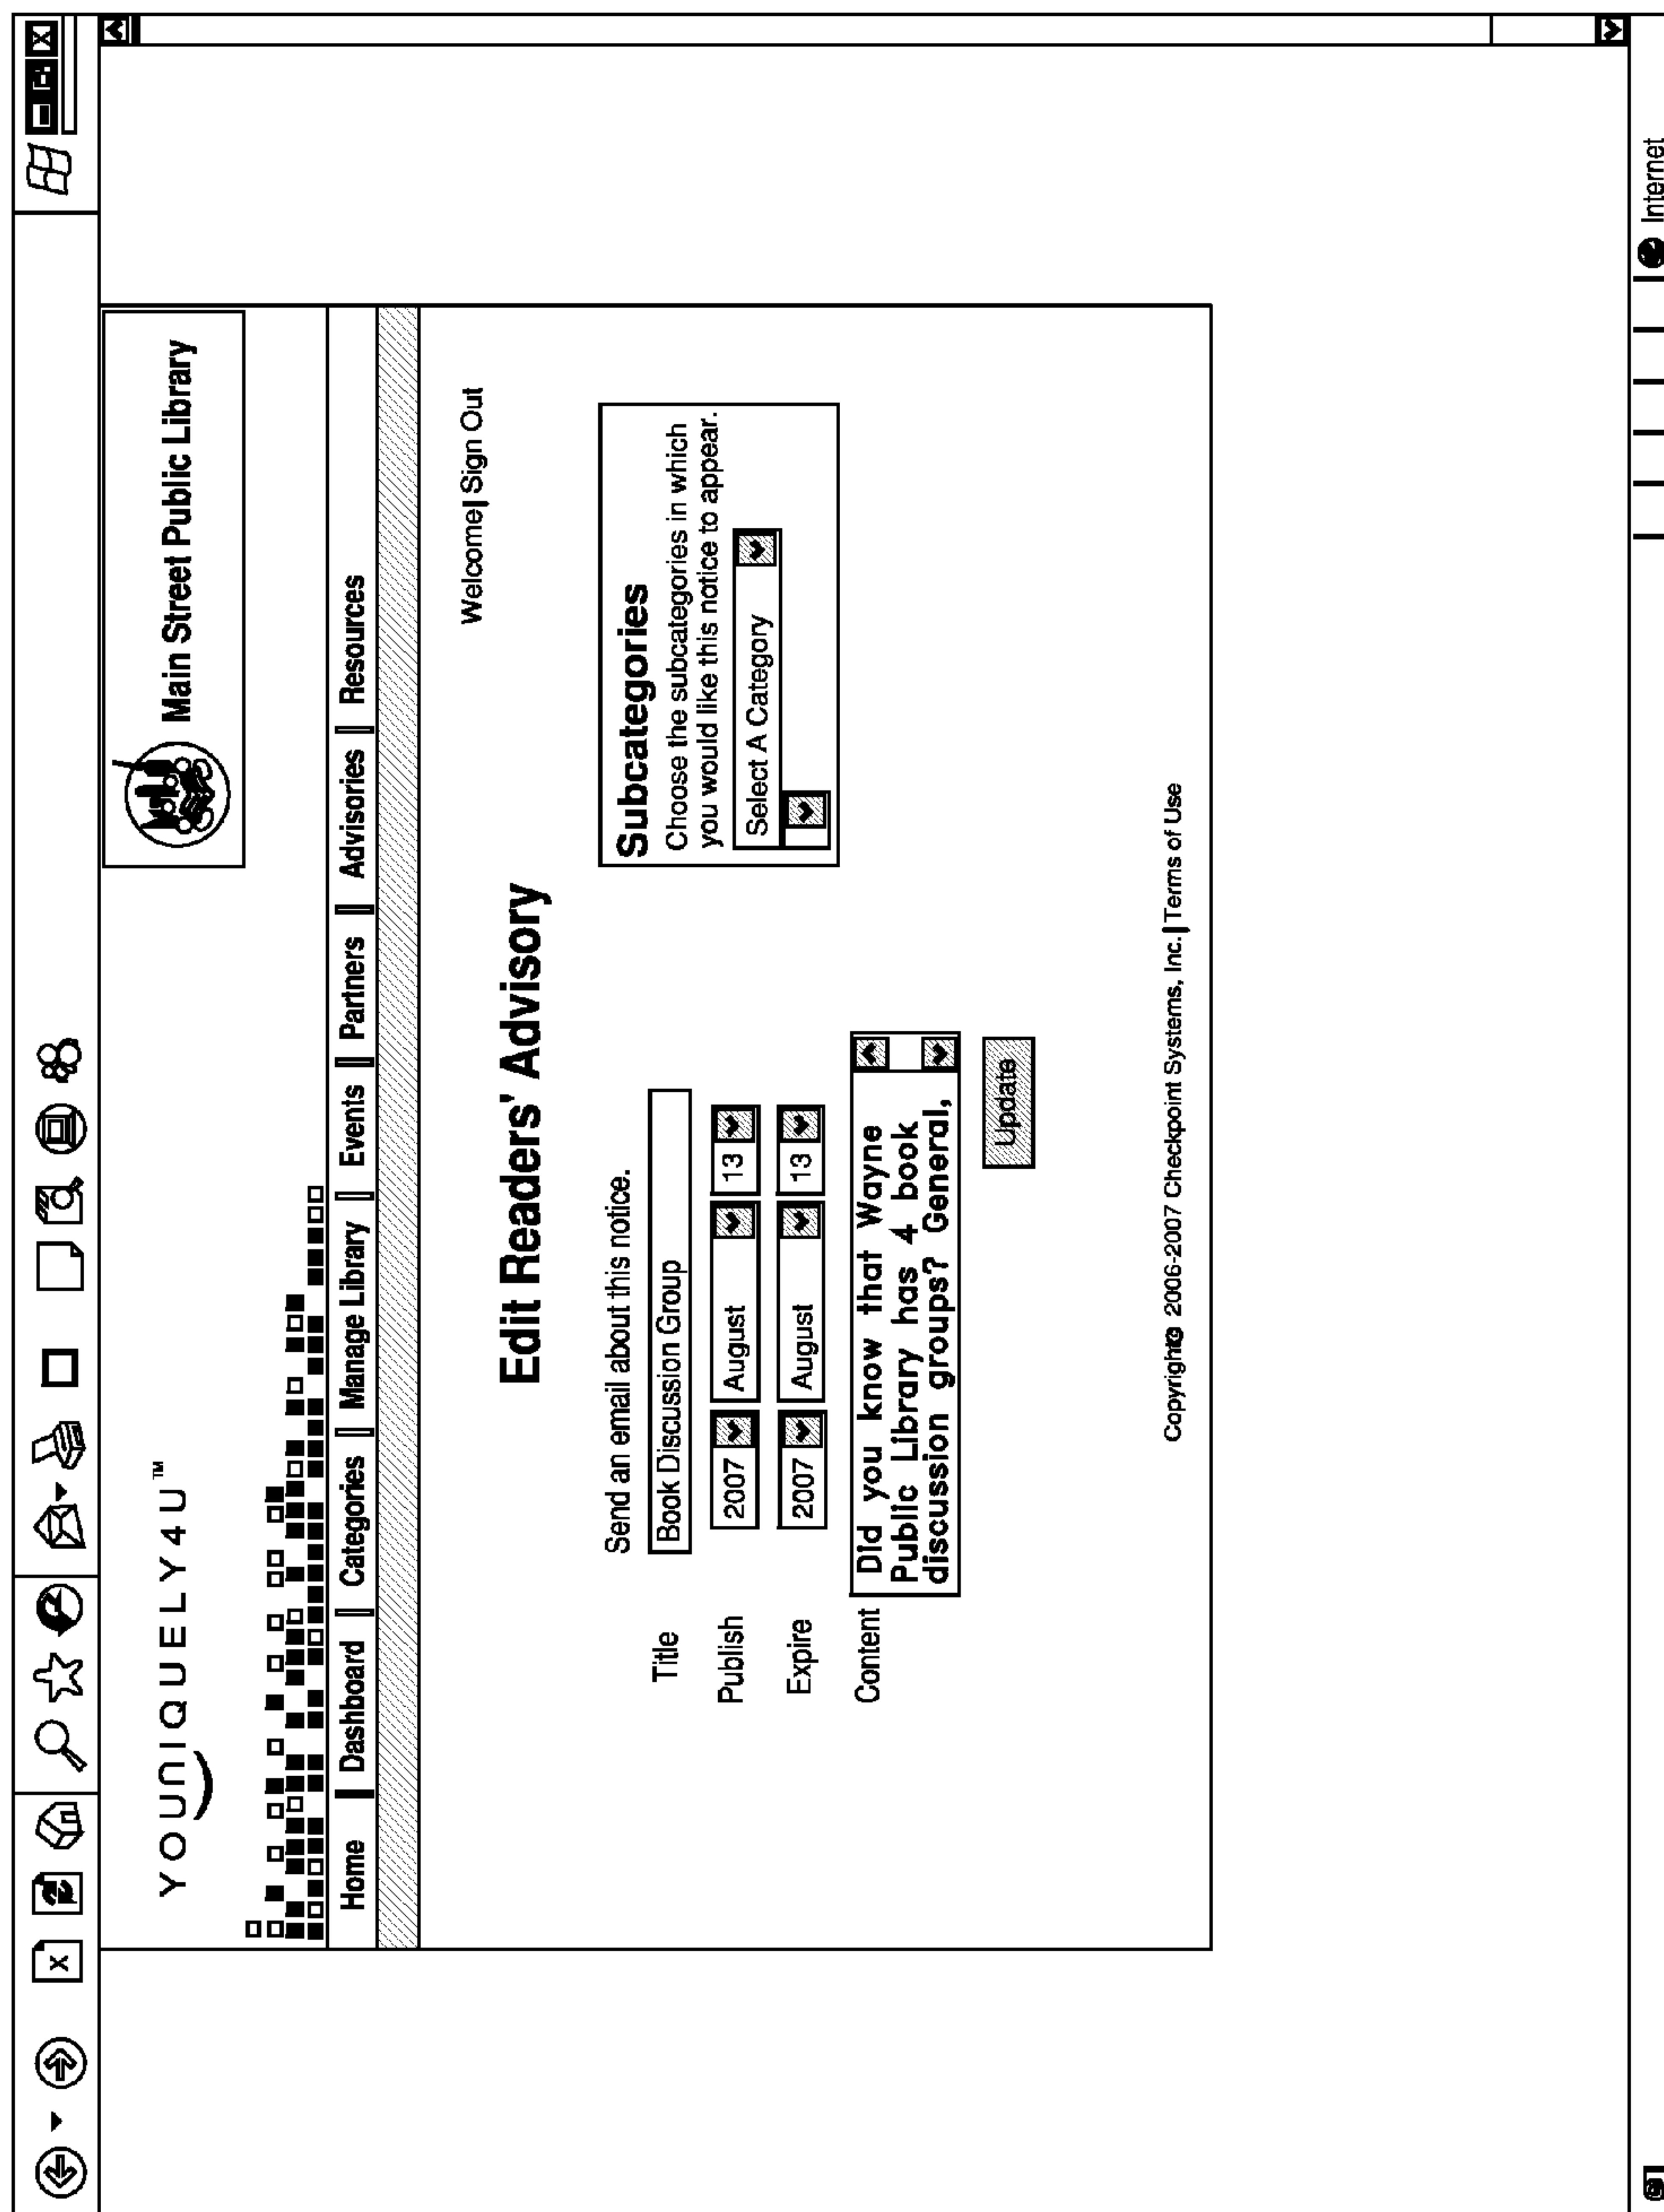 YOUNIQUELY4U™
Main Street Public Library
Home | Dashboard | Categories | Manage Library | Events | Partners | Advisories | Resources
Welcome| Sign Out
Edit Readers' Advisory
Send an email about this notice.
Title Book Discussion Group
Publish 2007 August 13
Expire 2007 August 13
Content Did you know that Wayne
Public Library has 4 book
discussion groups? General,
Update
Subcategories
Choose the subcategories in which
you would like this notice to appear.
Select A Category
Copyright© 2006-2007 Checkpoint Systems, Inc.| Terms of Use
Internet